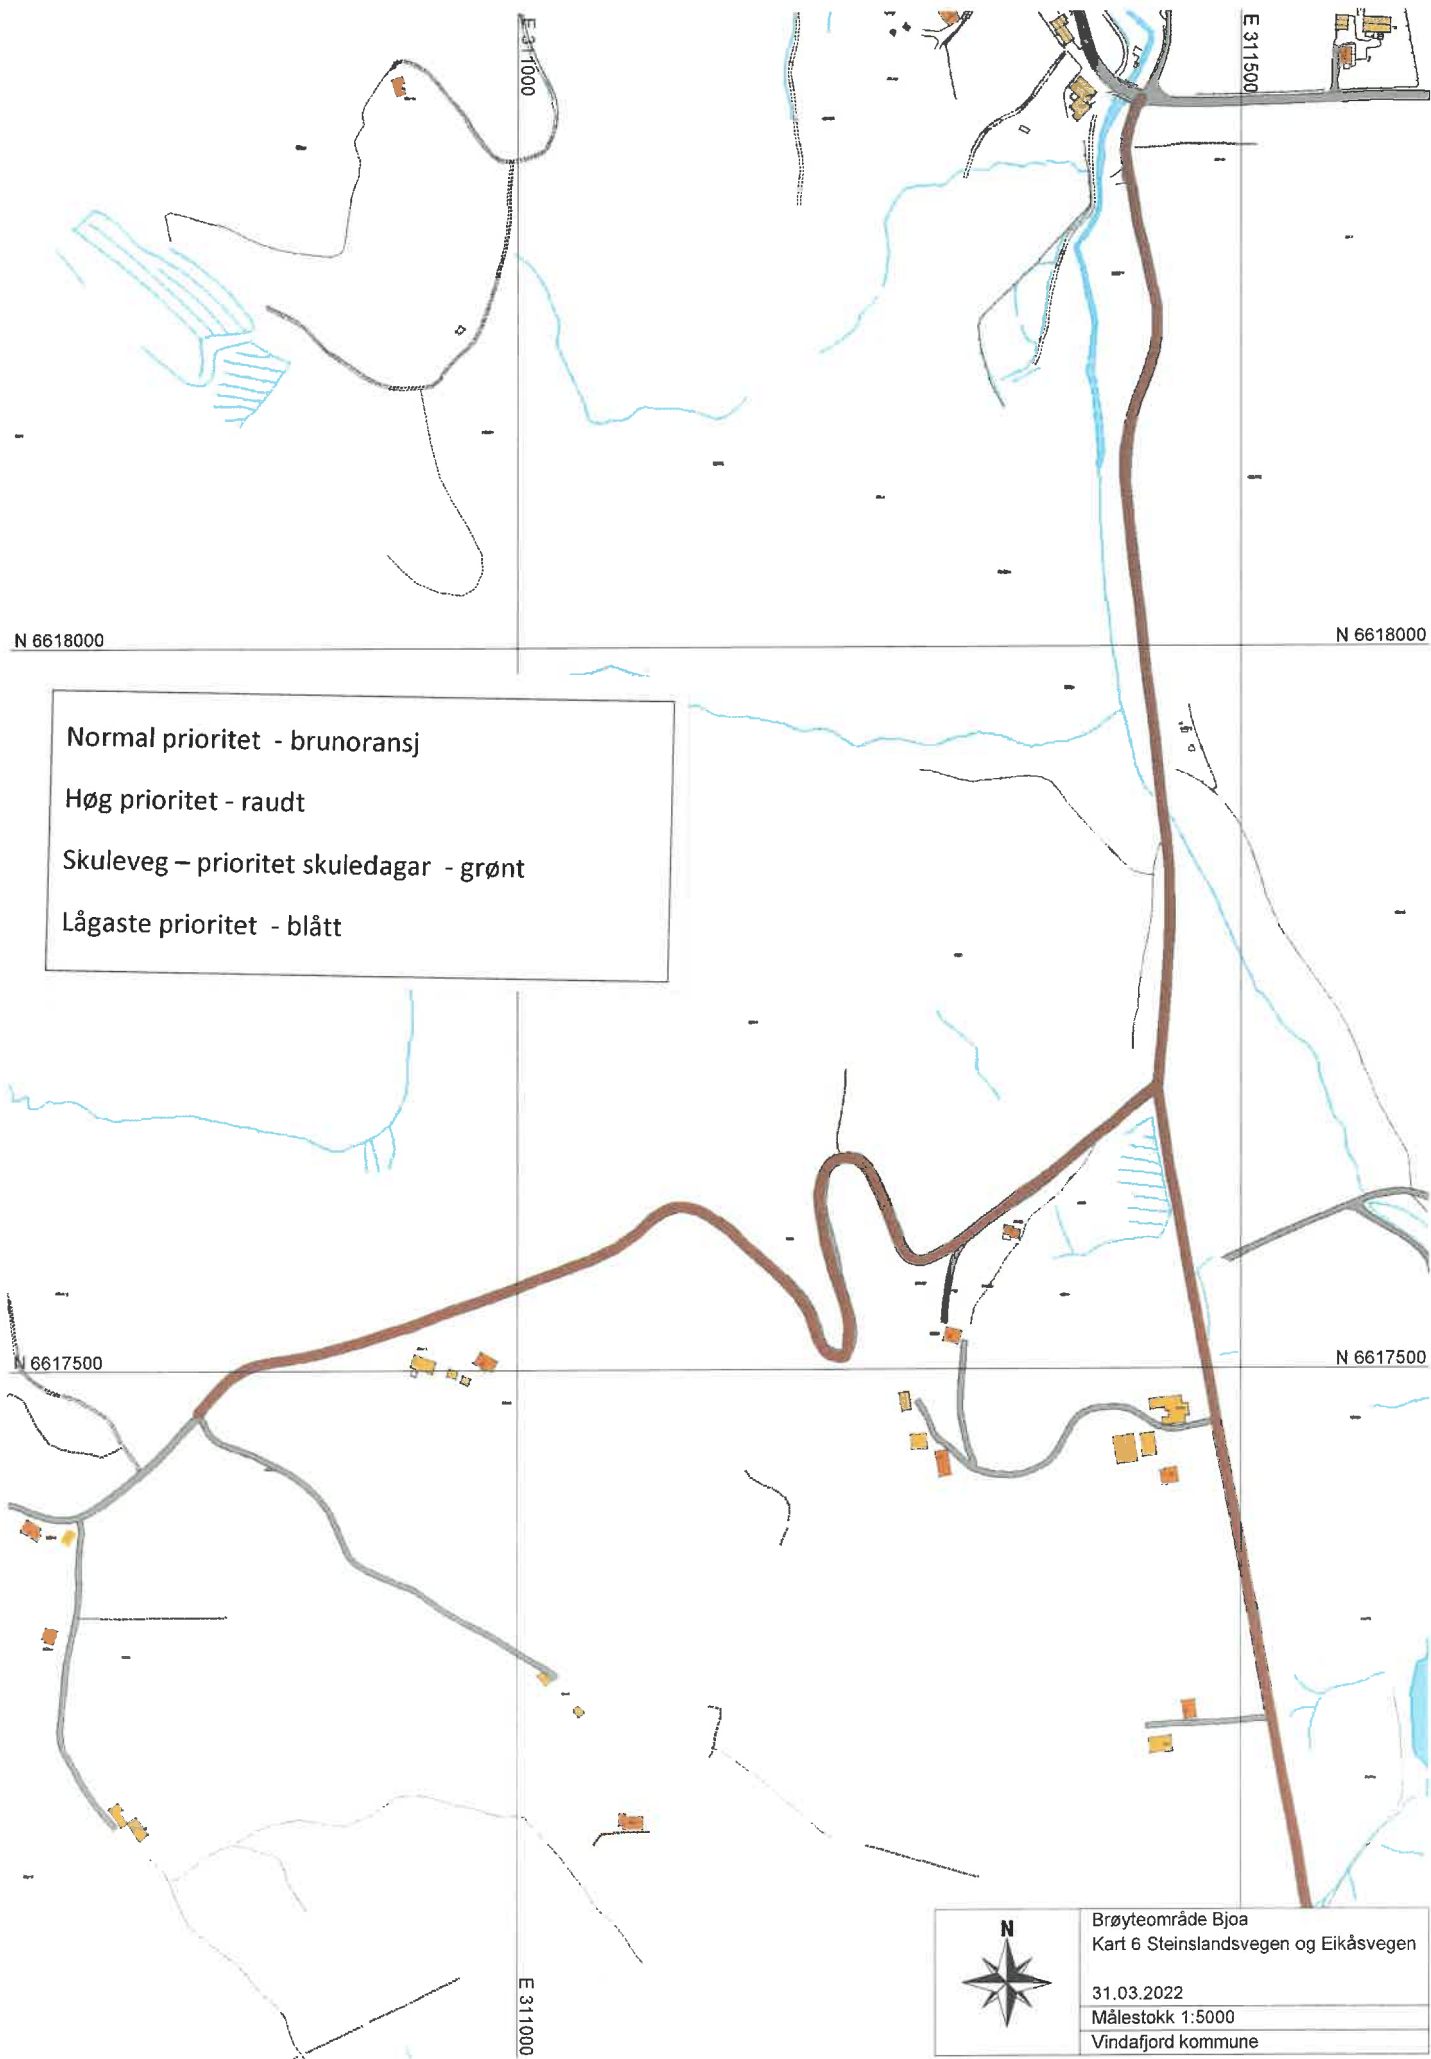 E 311000
E 311500
N 6618000
N 6618000
Normal prioritet - brunoransj
Høg prioritet - raudt
Skuleveg – prioritet skuledagar - grønt
Lågaste prioritet - blått
N 6617500
N 6617500
E 311000
N
Brøyteområde Bjoa
Kart 6 Steinslandsvegen og Eikåsvegen
31.03.2022
Målestokk 1:5000
Vindafjord kommune